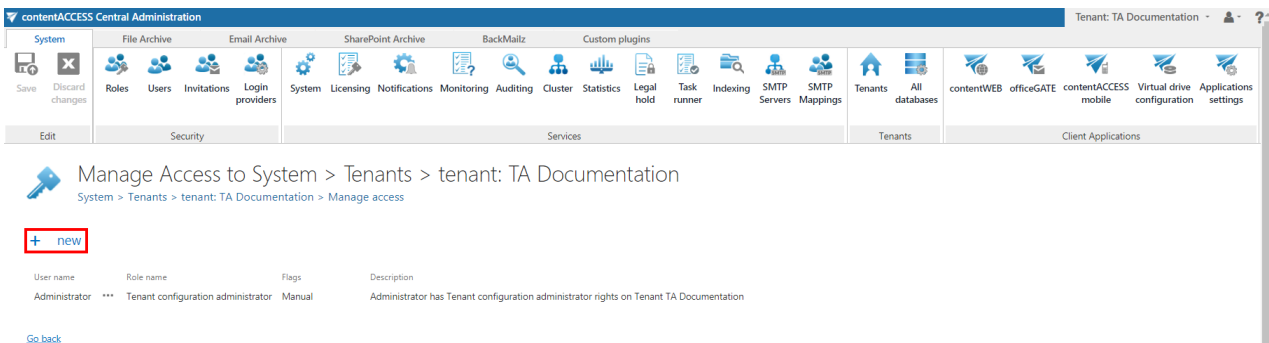 contentACCESS Central Administration
Tenant: TA Documentation
?
System
File Archive
Email Archive
SharePoint Archive
BackMailz
Custom plugins
Save
Discard changes
Roles
Users
Invitations
Login providers
System
Licensing
Notifications
Monitoring
Auditing
Cluster
Statistics
Legal hold
Task runner
Indexing
SMTP Servers
SMTP Mappings
Tenants
All databases
contentWEB
officeGATE
contentACCESS mobile
Virtual drive configuration
Applications settings
Edit
Security
Services
Tenants
Client Applications
Manage Access to System > Tenants > tenant: TA Documentation
System > Tenants > tenant: TA Documentation > Manage access
+ new
User name Role name Flags Description
Administrator ••• Tenant configuration administrator Manual Administrator has Tenant configuration administrator rights on Tenant TA Documentation
Go back